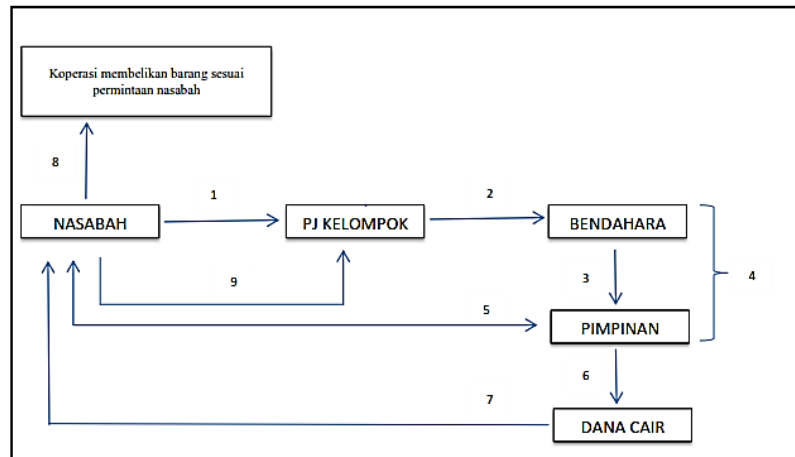 Koperasi membelikan barang sesuai
permintaan nasabah
8
1
2
NASABAH
PJ KELOMPOK
BENDAHARA
9
3
4
5
PIMPINAN
6
7
DANA CAIR